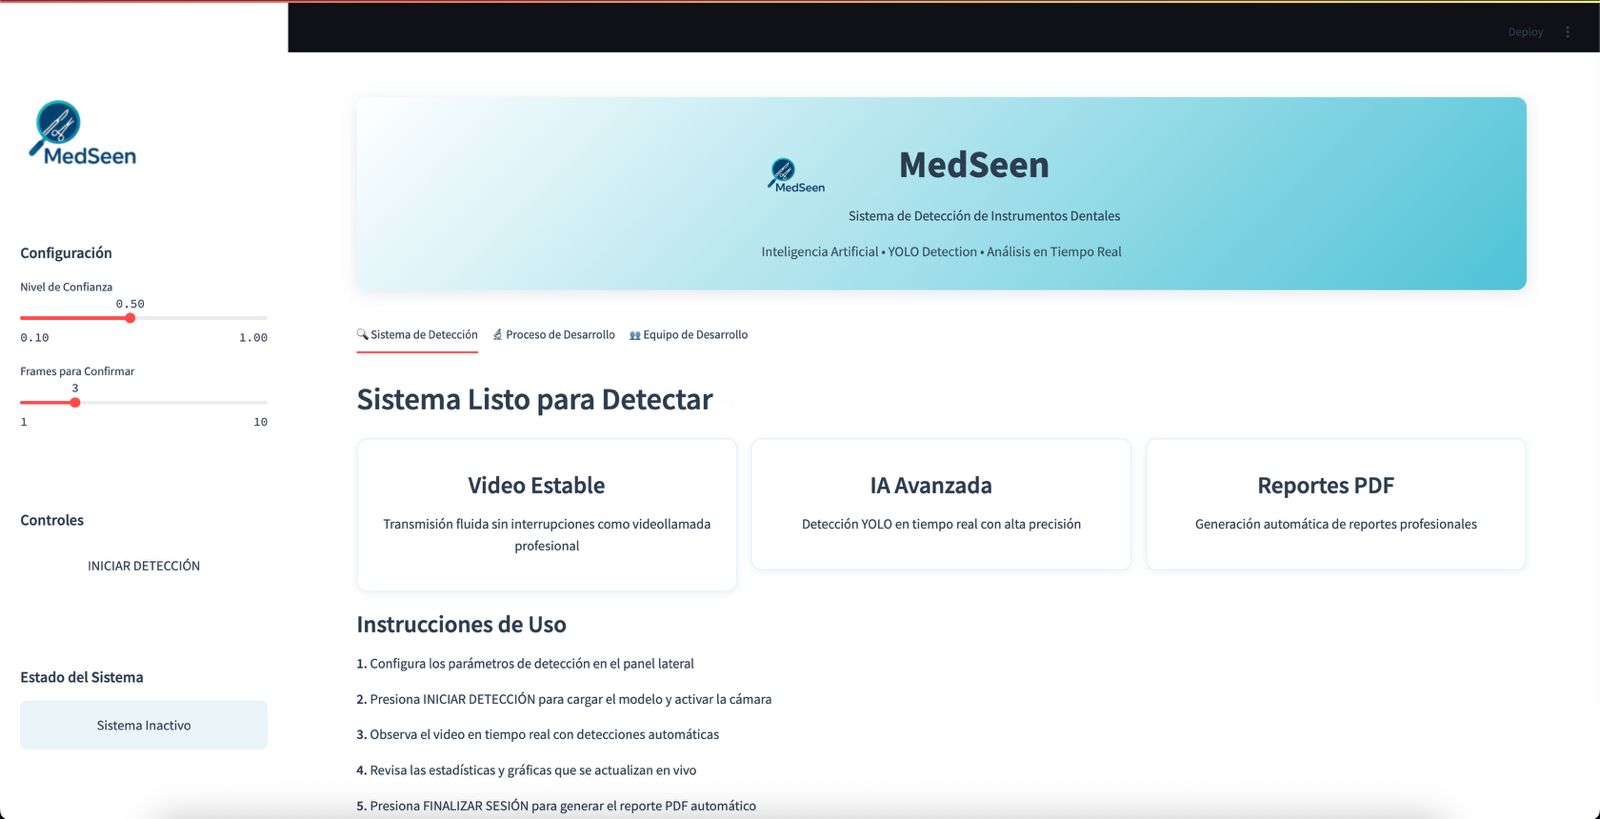 Deploy
MedSeen
Configuración
Nivel de Confianza
0.50
0.10 1.00
Frames para Confirmar
3
1 10
Controles
INICIAR DETECCIÓN
Estado del Sistema
Sistema Inactivo
MedSeen
MedSeen
Sistema de Detección de Instrumentos Dentales
Inteligencia Artificial • YOLO Detection • Análisis en Tiempo Real
Sistema de Detección Proceso de Desarrollo Equipo de Desarrollo
Sistema Listo para Detectar
Video Estable
Transmisión fluida sin interrupciones como videollamada
profesional
IA Avanzada
Detección YOLO en tiempo real con alta precisión
Reportes PDF
Generación automática de reportes profesionales
Instrucciones de Uso
1. Configura los parámetros de detección en el panel lateral
2. Presiona INICIAR DETECCIÓN para cargar el modelo y activar la cámara
3. Observa el video en tiempo real con detecciones automáticas
4. Revisa las estadísticas y gráficas que se actualizan en vivo
5. Presiona FINALIZAR SESIÓN para generar el reporte PDF automático